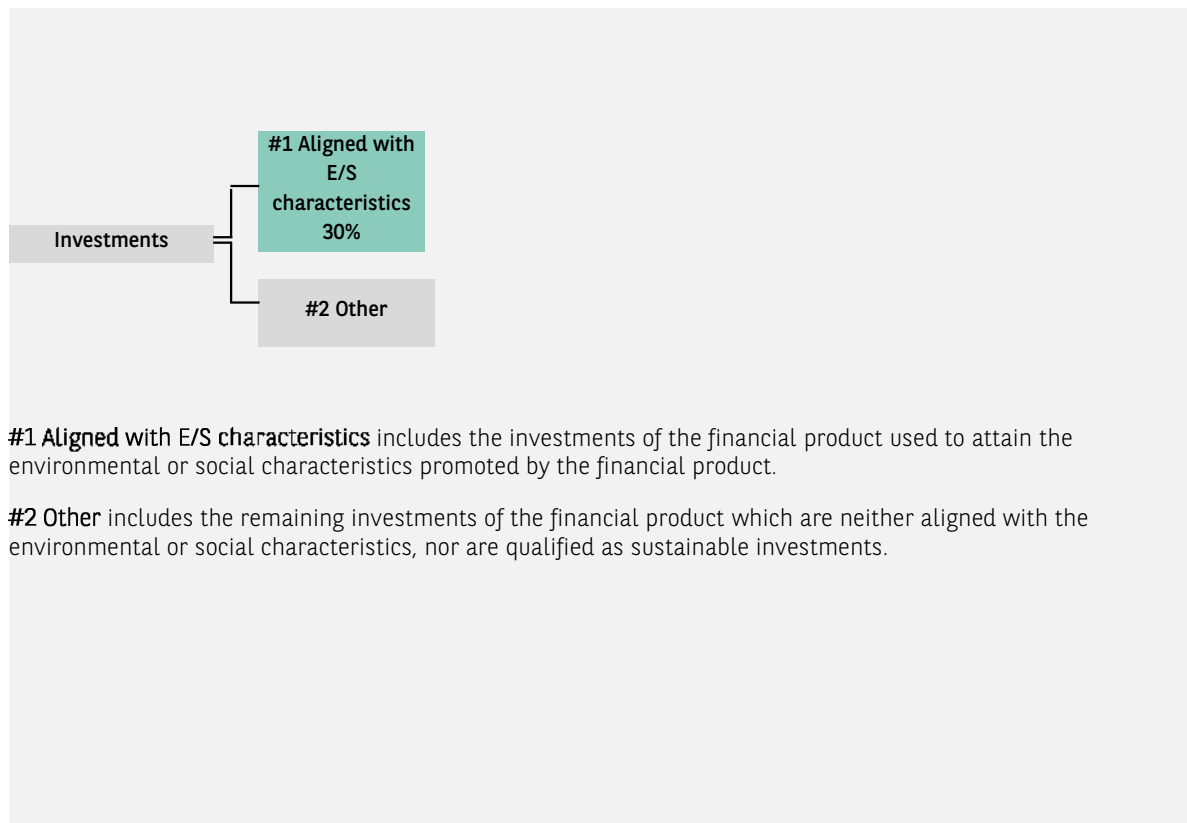 #1 Aligned with
E/S
characteristics
30%
Investments
#2 Other
#1 Aligned with E/S characteristics includes the investments of the financial product used to attain the
environmental or social characteristics promoted by the financial product.
#2 Other includes the remaining investments of the financial product which are neither aligned with the
environmental or social characteristics, nor are qualified as sustainable investments.